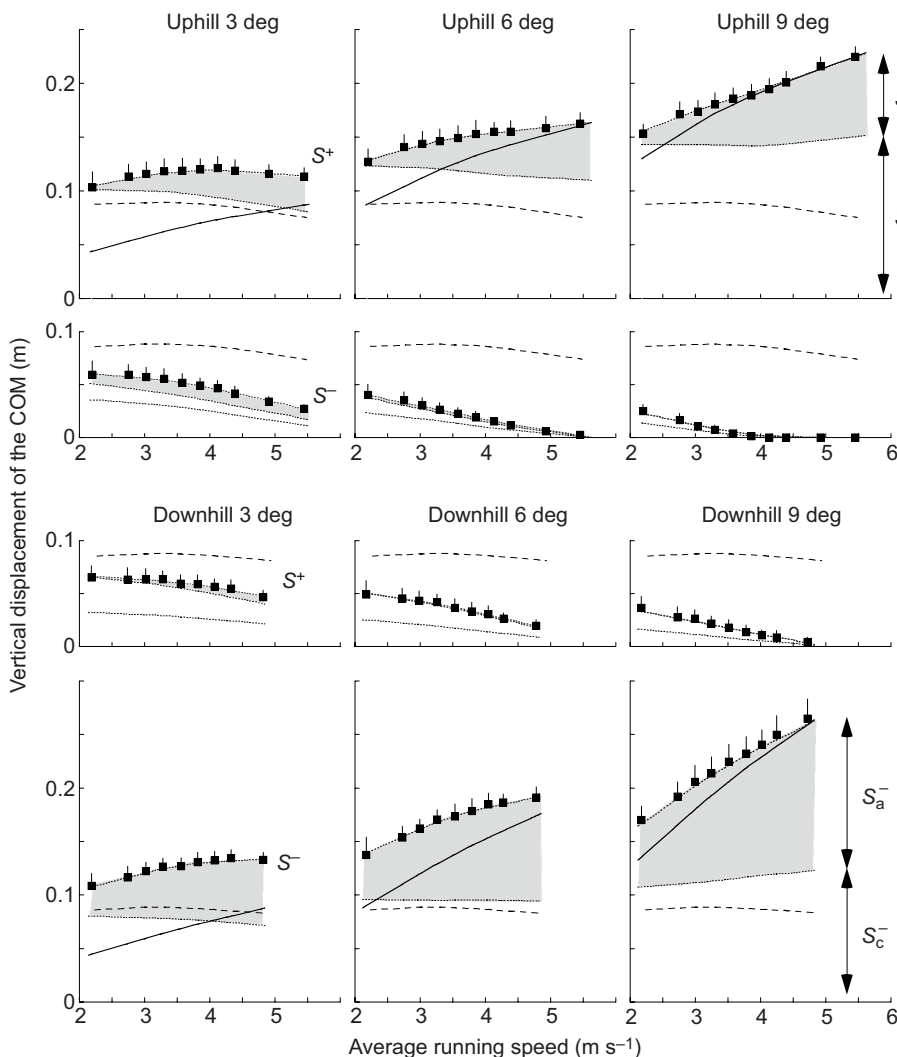 Uphill 3 deg
Uphill 6 deg
Uphill 9 deg
0.2
0.1
0
S+
0.1
0
S−
2 3 4 5 2 3 4 5 2 3 4 5 6
Downhill 3 deg
Downhill 6 deg
Downhill 9 deg
0.1
0
S+
0.2
0.1
0
S−
Sa−
Sc−
2 3 4 5 2 3 4 5 2 3 4 5 6
Vertical displacement of the COM (m)
Average running speed (m s−1)